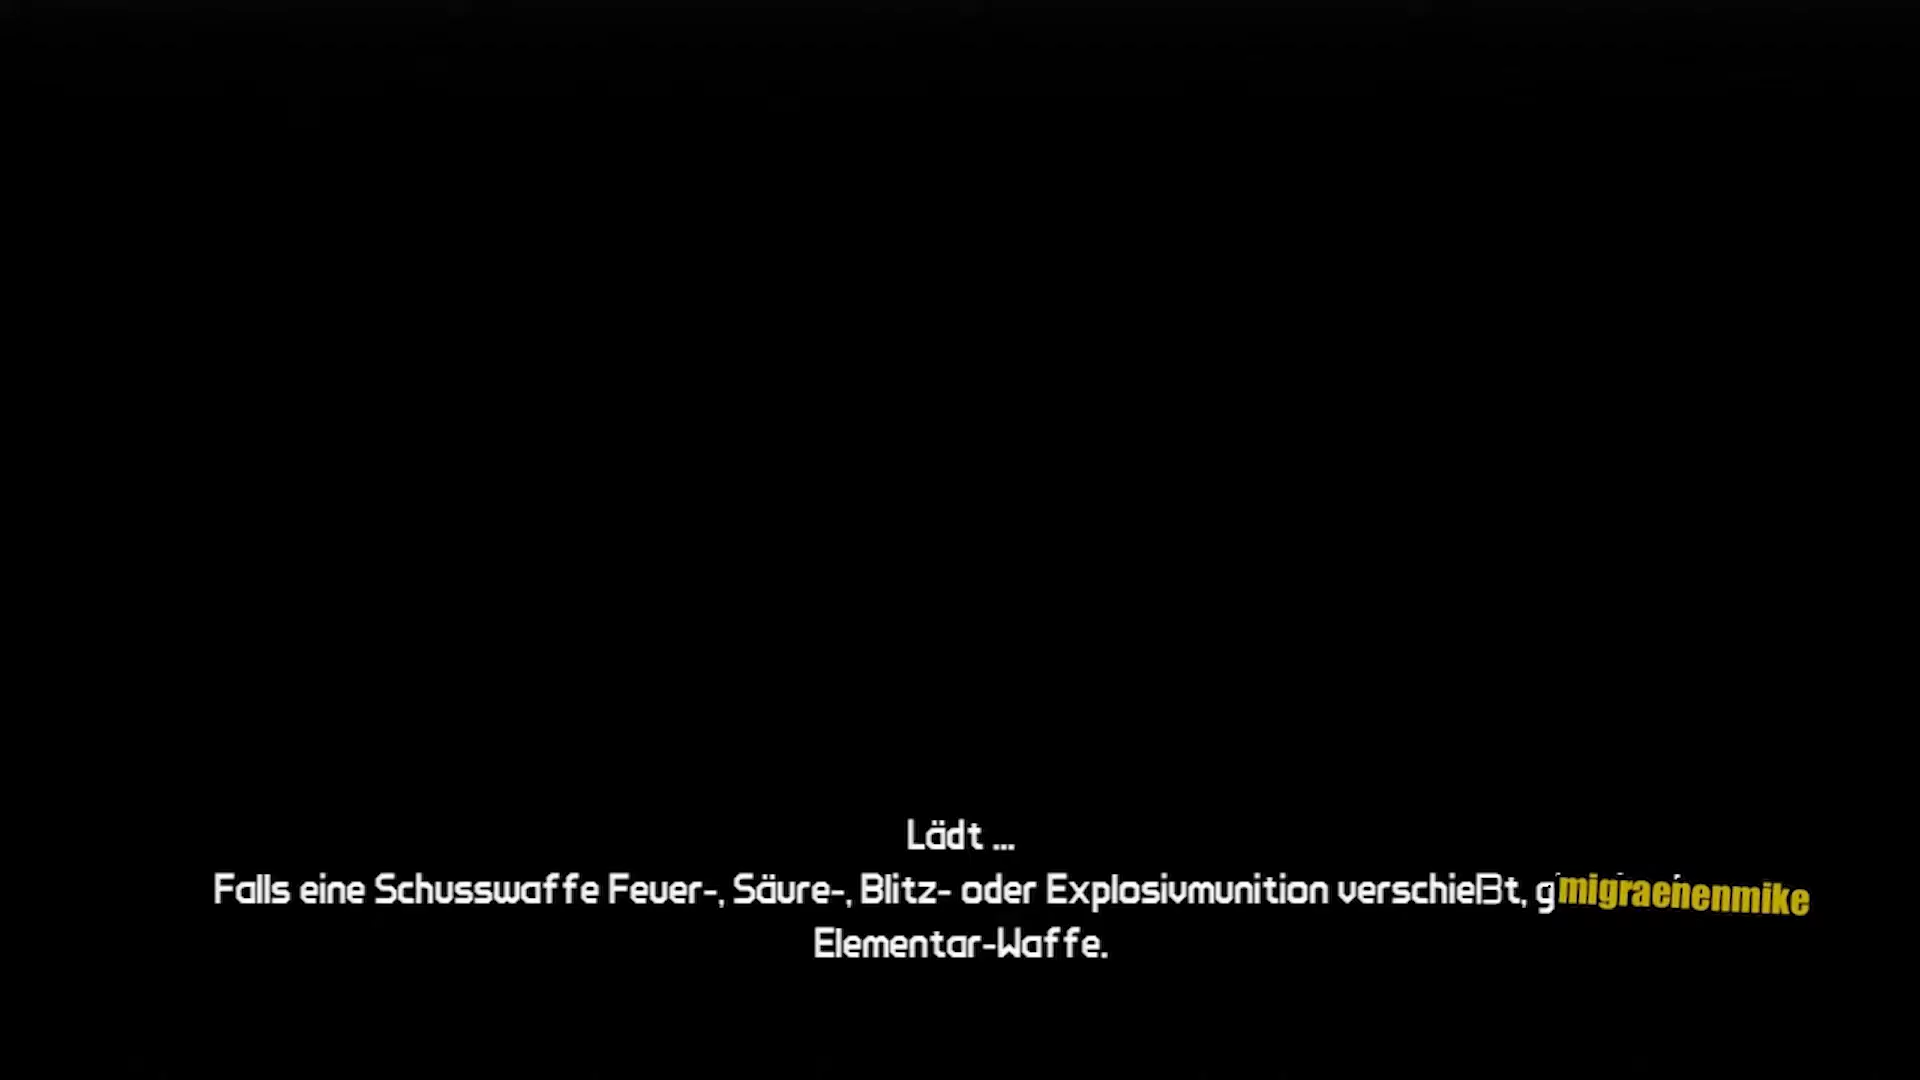 Lädt ...
Falls eine Schusswaffe Feuer-, Säure-, Blitz- oder Explosivmunition verschießt, migraenenmike
Elementar-Waffe.